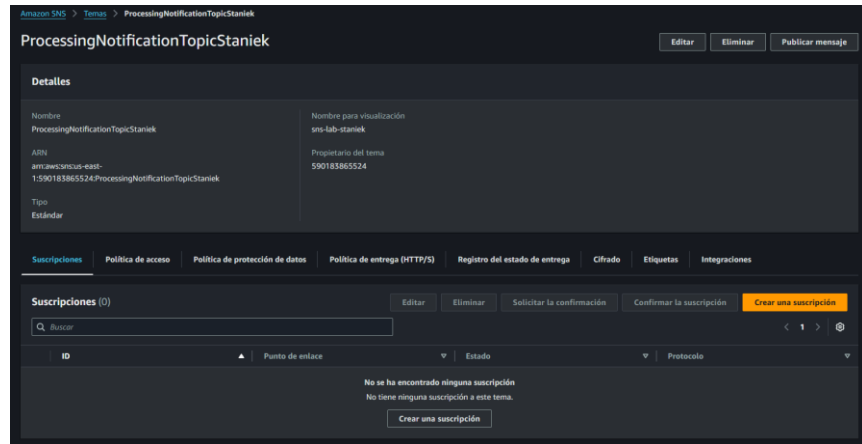 Amazon SNS > Temas > ProcessingNotificationTopicStaniek
ProcessingNotificationTopicStaniek
Editar Eliminar Publicar mensaje
Detalles
Nombre
ProcessingNotificationTopicStaniek
Nombre para visualización
sns-lab-staniek
ARN
arn:aws:sns:us-east-
1:590183865524:ProcessingNotificationTopicStaniek
Propietario del tema
590183865524
Tipo
Estándar
Suscripciones Política de acceso Política de protección de datos Política de entrega (HTTP/S) Registro del estado de entrega Cifrado Etiquetas Integraciones
Suscripciones (0) Editar Eliminar Solicitar la confirmación Confirmar la suscripción Crear una suscripción
Buscar < 1 >
ID Punto de enlace Estado Protocolo
No se ha encontrado ninguna suscripción
No tiene ninguna suscripción a este tema.
Crear una suscripción